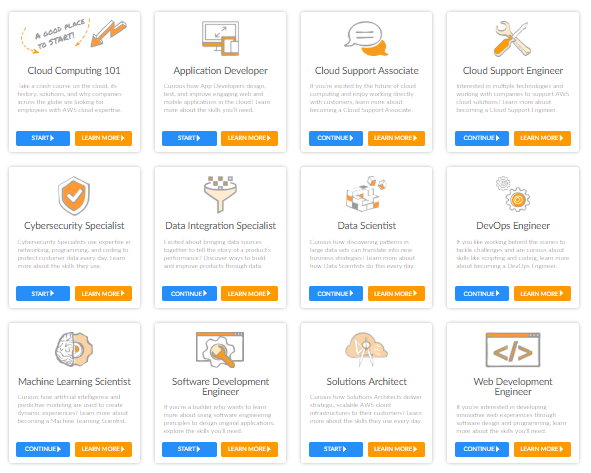 A GOOD PLACE
TO START!
Cloud Computing 101
Take a crash course on the cloud, its
history, solutions, and why companies
across the globe are looking for
employees with AWS cloud expertise.
START
LEARN MORE
Application Developer
Curious how App Developers design,
test, and improve engaging web and
mobile applications in the cloud? Learn
more about the skills you'll need.
START
LEARN MORE
Cloud Support Associate
If you're excited by the future of cloud
computing and enjoy working directly
with customers, learn more about
becoming a Cloud Support Associate.
CONTINUE
LEARN MORE
Cloud Support Engineer
Interested in multiple technologies and
working with companies to support AWS
cloud solutions? Learn more about
becoming a Cloud Support Engineer.
CONTINUE
LEARN MORE
Cybersecurity Specialist
Cybersecurity Specialists use expertise in
networking, programming, and coding to
protect customer data every day. Learn
more about the skills they use.
START
LEARN MORE
Data Integration Specialist
Excited about bringing data sources
together to tell the story of a product's
performance? Discover ways to build
and improve products through data.
CONTINUE
LEARN MORE
Data Scientist
Curious how discovering patterns in
large data sets can translate into new
business strategies? Learn more about
how Data Scientists do this every day.
CONTINUE
LEARN MORE
DevOps Engineer
If you like working behind the scenes to
tackle challenges and are curious about
skills like scripting and coding, learn more
about becoming a DevOps Engineer.
CONTINUE
LEARN MORE
Machine Learning Scientist
Curious how artificial intelligence and
predictive modeling are used to create
dynamic experiences? Learn more about
becoming a Machine Learning Scientist.
CONTINUE
LEARN MORE
Software Development
Engineer
If you're a builder who wants to learn
more about using software engineering
principles to design original applications,
explore the skills you'll need.
START
LEARN MORE
Solutions Architect
Curious how Solutions Architects deliver
strategic, scalable AWS cloud
infrastructures to their customers? Learn
more about the skills they use every day.
START
LEARN MORE
Web Development
Engineer
If you're interested in developing
innovative web experiences through
software design and programming, learn
more about the skills you'll need.
CONTINUE
LEARN MORE